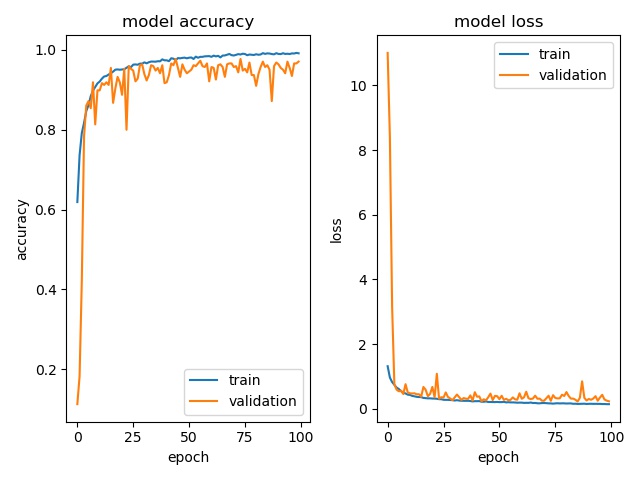 model accuracy
1.0
0.8
0.6
0.4
0.2
accuracy
0
25
50
75
100
epoch
train
validation
model loss
10
8
6
4
2
0
loss
0
25
50
75
100
epoch
train
validation